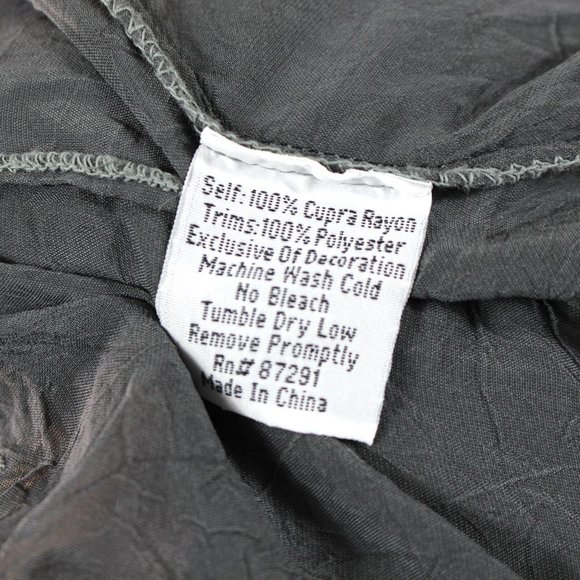 Self:100% Cupra Rayon
Trims:100% Polyester
Exclusive Of Decoration
Machine Wash Cold
No Bleach
Tumble Dry Low
Remove Promptly
Rn# 87291
Made In China